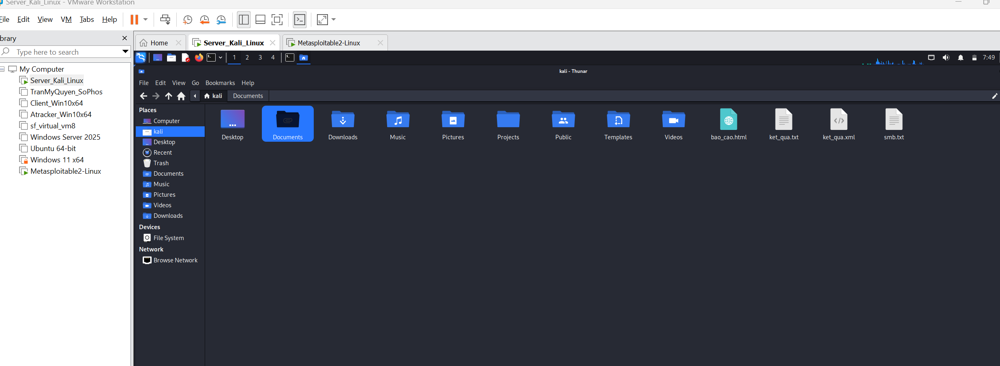 Server_Kali_Linux - VMware Workstation
File Edit View VM Tabs Help
brary
Type here to search
Home
Server_Kali_Linux
Metasploitable2-Linux
My Computer
Server_Kali_Linux
TranMyQuyen_SoPhos
Client_Win10x64
Atracker_Win10x64
sf_virtual_vm8
Windows Server 2025
Ubuntu 64-bit
Windows 11 x64
Metasploitable2-Linux
1 2 3 4
7:49
kali - Thunar
File Edit View Go Bookmarks Help
kali Documents
Places
Computer
kali
Desktop
Recent
Trash
Documents
Music
Pictures
Videos
Downloads
Devices
File System
Network
Browse Network
Desktop Documents Downloads Music Pictures Projects Public Templates Videos bao_cao.html ket_qua.txt ket_qua.xml smb.txt